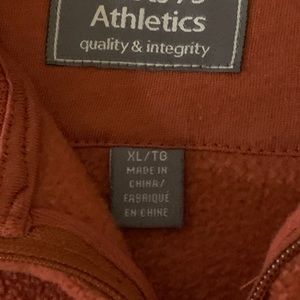 Athletics
quality & integrity
XL/TG
MADE IN
CHINA/
FABRIQUÉ
EN CHINE